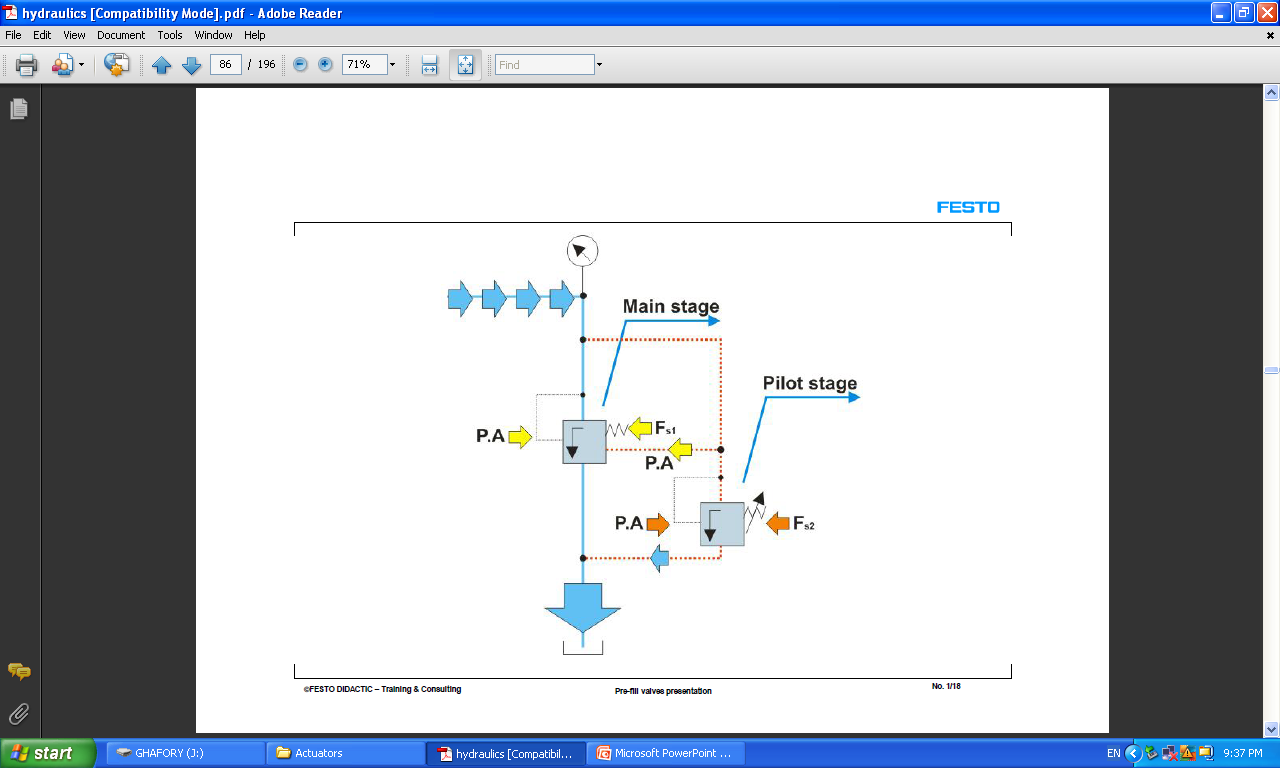 hydraulics [Compatibility Mode].pdf - Adobe Reader
File Edit View Document Tools Window Help
86 / 196 71% Find
FESTO
Main stage
Pilot stage
P.A Fs1
P.A
P.A Fs2
©FESTO DIDACTIC – Training & Consulting Pre-fill valves presentation No. 1/18
start GHAFORY (J:) Actuators hydraulics [Compatibil... Microsoft PowerPoint ... EN 9:37 PM